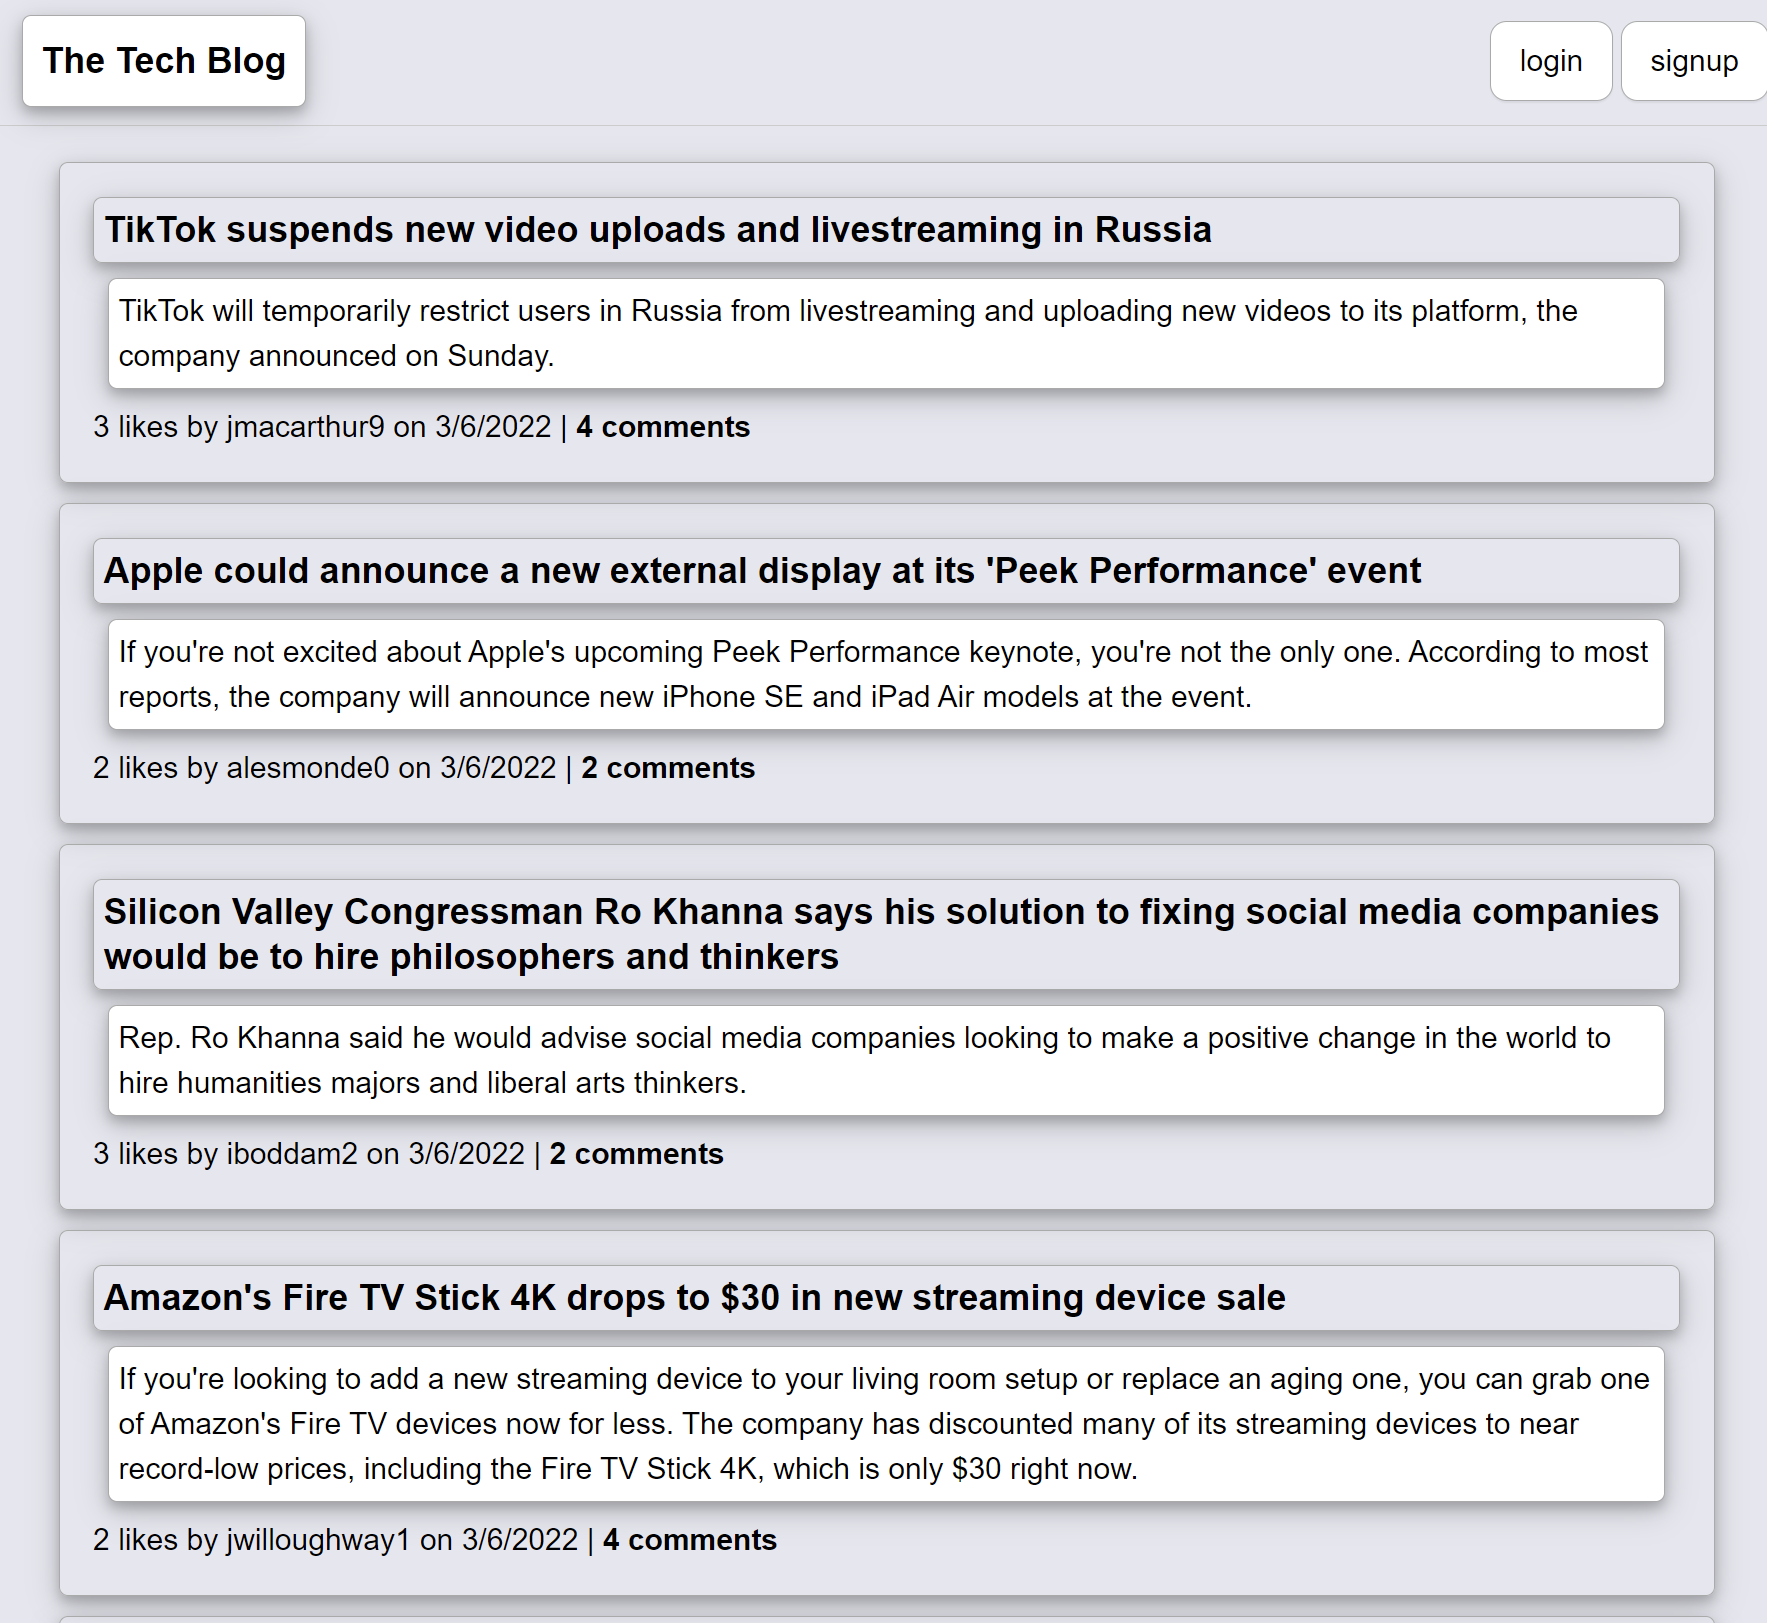 The Tech Blog
login
signup
TikTok suspends new video uploads and livestreaming in Russia
TikTok will temporarily restrict users in Russia from livestreaming and uploading new videos to its platform, the
company announced on Sunday.
3 likes by jmacarthur9 on 3/6/2022 | 4 comments
Apple could announce a new external display at its 'Peek Performance' event
If you're not excited about Apple's upcoming Peek Performance keynote, you're not the only one. According to most
reports, the company will announce new iPhone SE and iPad Air models at the event.
2 likes by alesmonde0 on 3/6/2022 | 2 comments
Silicon Valley Congressman Ro Khanna says his solution to fixing social media companies
would be to hire philosophers and thinkers
Rep. Ro Khanna said he would advise social media companies looking to make a positive change in the world to
hire humanities majors and liberal arts thinkers.
3 likes by iboddam2 on 3/6/2022 | 2 comments
Amazon's Fire TV Stick 4K drops to $30 in new streaming device sale
If you're looking to add a new streaming device to your living room setup or replace an aging one, you can grab one
of Amazon's Fire TV devices now for less. The company has discounted many of its streaming devices to near
record-low prices, including the Fire TV Stick 4K, which is only $30 right now.
2 likes by jwilloughway1 on 3/6/2022 | 4 comments